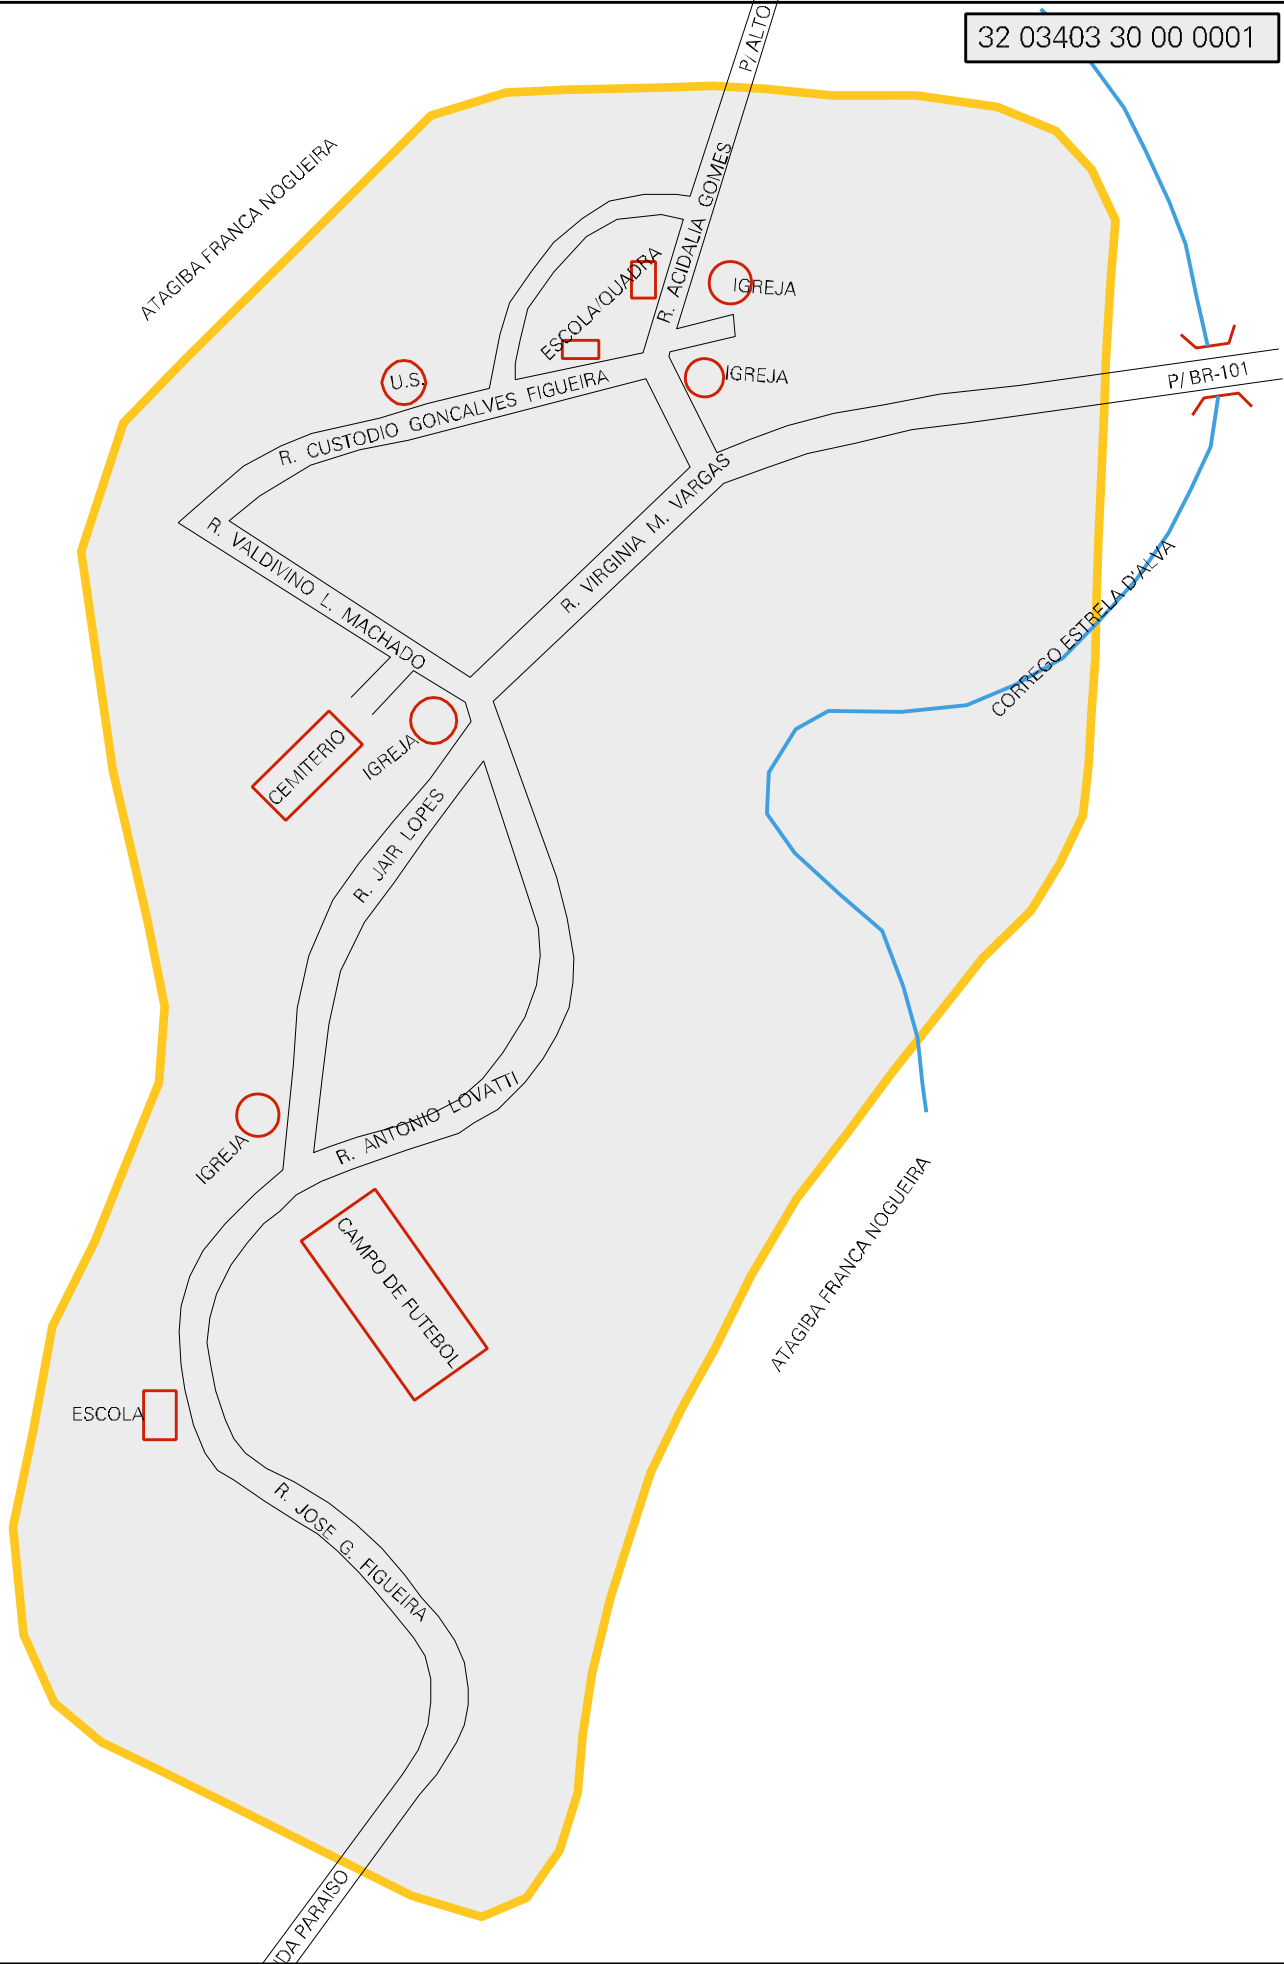 P/ ALTO
32 03403 30 00 0001
ATAGIBA FRANCA NOGUEIRA
R. ACIDALIA GOMES
ESCOLA/QUADRA
IGREJA
IGREJA
P/ BR-101
U.S.
R. CUSTODIO GONCALVES FIGUEIRA
R. VALDIVINO L. MACHADO
R. VIRGINIA M. VARGAS
CORREGO ESTRELA D'ALVA
CEMITERIO
IGREJA
R. JAIR LOPES
IGREJA
R. ANTONIO LOVATTI
ATAGIBA FRANCA NOGUEIRA
CAMPO DE FUTEBOL
ESCOLA
R. JOSE G. FIGUEIRA
PARAISO